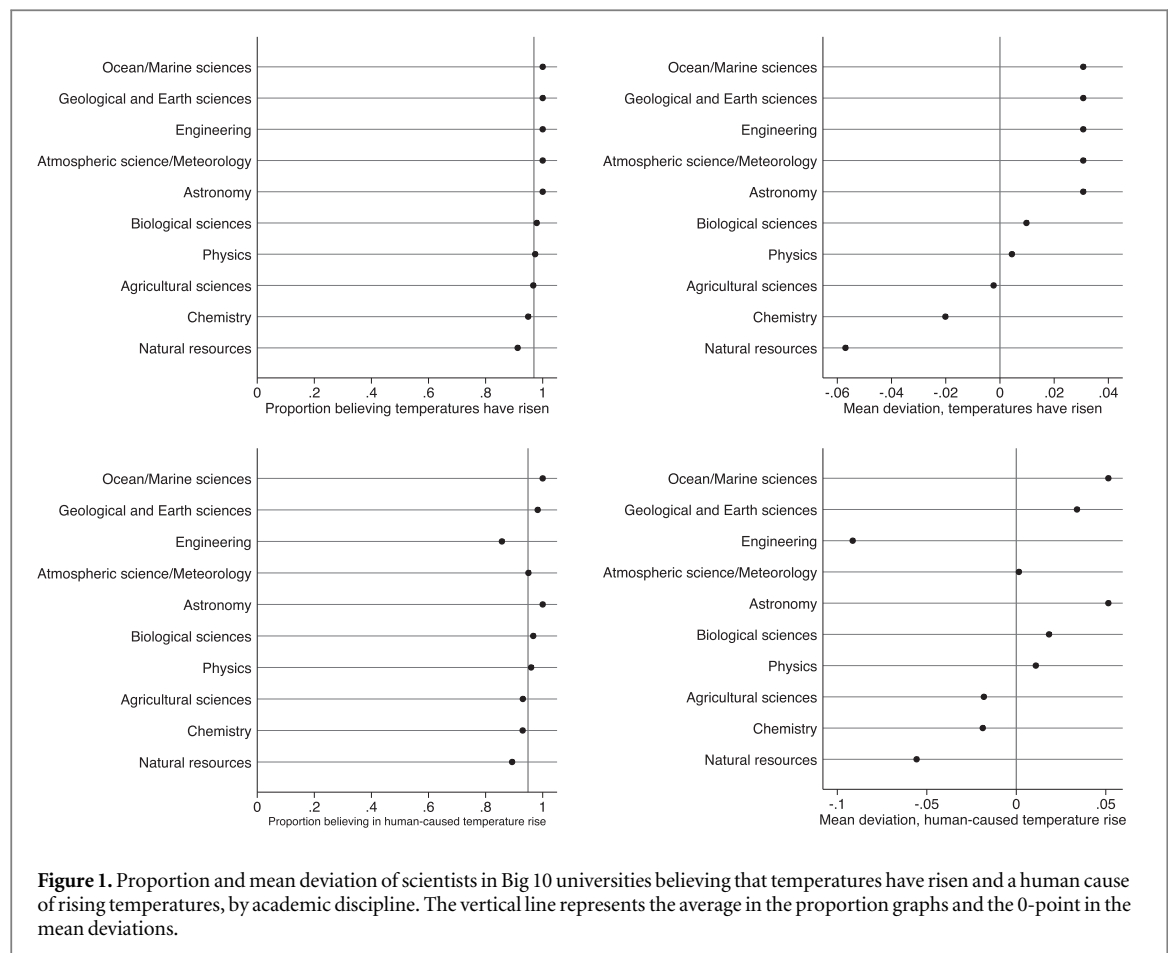 Ocean/Marine sciences
Geological and Earth sciences
Engineering
Atmospheric science/Meteorology
Astronomy
Biological sciences
Physics
Agricultural sciences
Chemistry
Natural resources
0 .2 .4 .6 .8 1
Proportion believing temperatures have risen
Ocean/Marine sciences
Geological and Earth sciences
Engineering
Atmospheric science/Meteorology
Astronomy
Biological sciences
Physics
Agricultural sciences
Chemistry
Natural resources
-.06 -.04 -.02 0 .02 .04
Mean deviation, temperatures have risen
Ocean/Marine sciences
Geological and Earth sciences
Engineering
Atmospheric science/Meteorology
Astronomy
Biological sciences
Physics
Agricultural sciences
Chemistry
Natural resources
0 .2 .4 .6 .8 1
Proportion believing in human-caused temperature rise
Ocean/Marine sciences
Geological and Earth sciences
Engineering
Atmospheric science/Meteorology
Astronomy
Biological sciences
Physics
Agricultural sciences
Chemistry
Natural resources
-.1 -.05 0 .05
Mean deviation, human-caused temperature rise
Figure 1. Proportion and mean deviation of scientists in Big 10 universities believing that temperatures have risen and a human cause
of rising temperatures, by academic discipline. The vertical line represents the average in the proportion graphs and the 0-point in the
mean deviations.